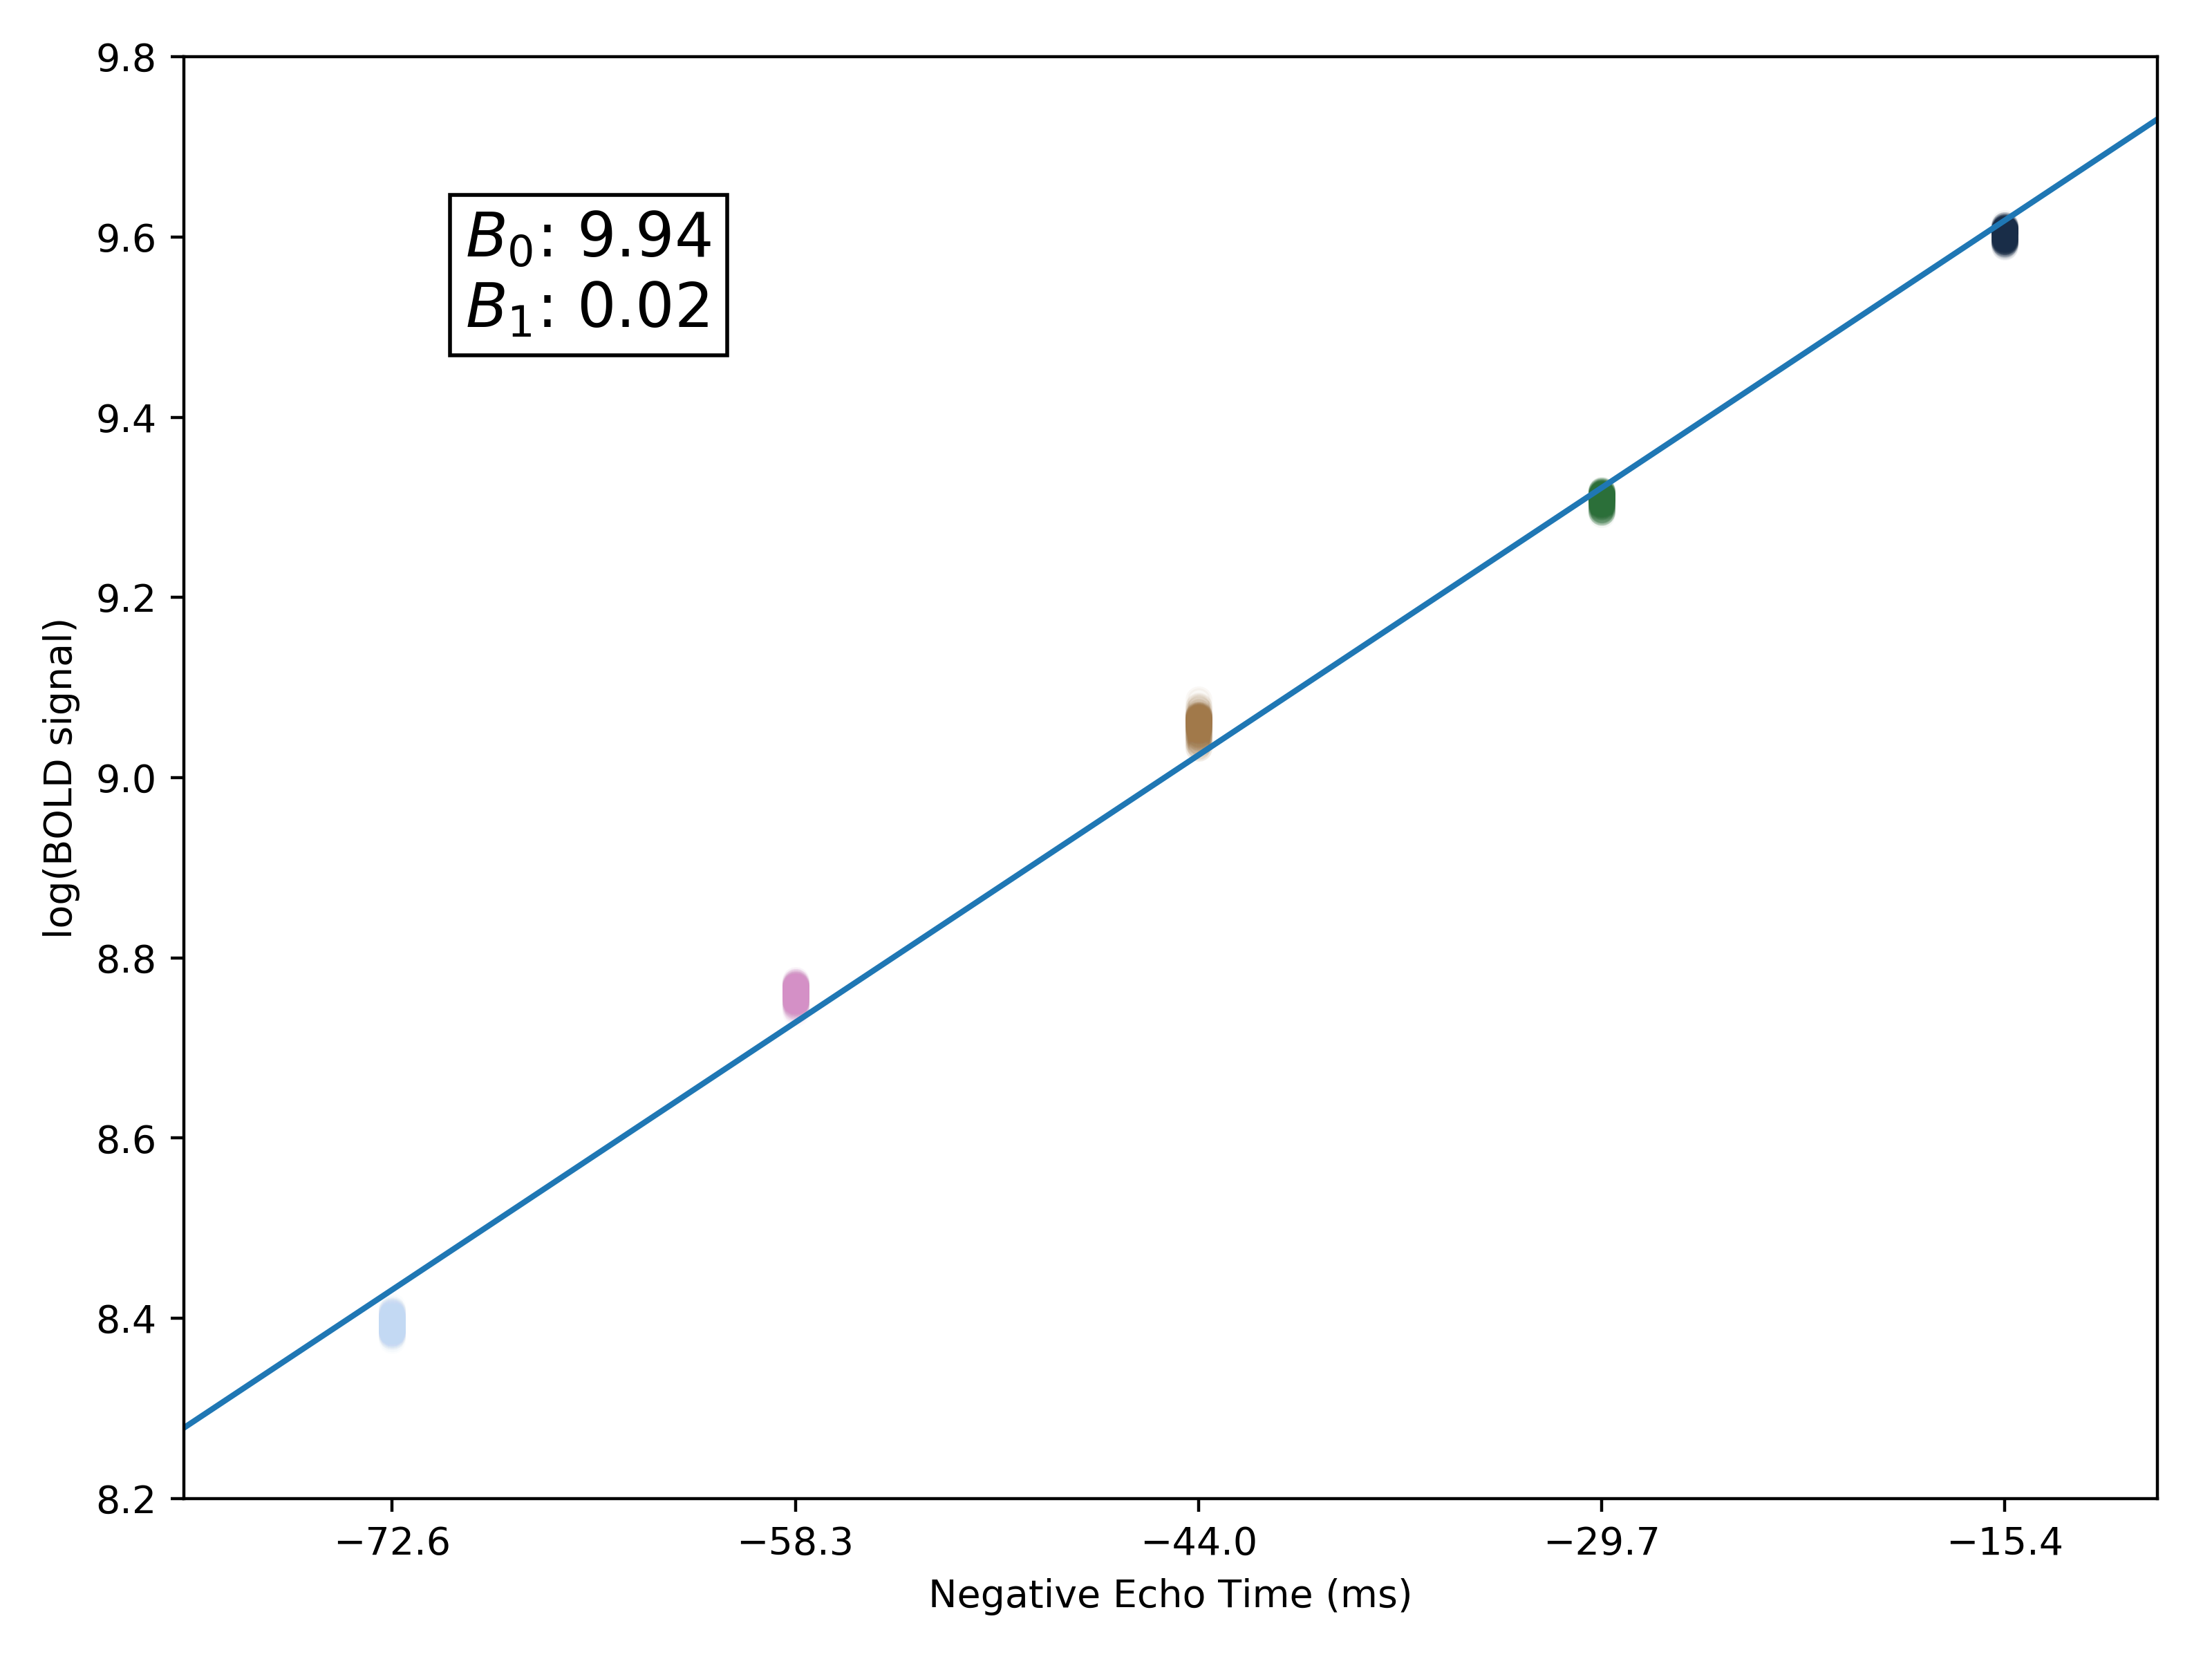 9.8
9.6
9.4
9.2
9.0
8.8
8.6
8.4
8.2
log(BOLD signal)
B₀: 9.94
B₁: 0.02
−72.6 −58.3 −44.0 −29.7 −15.4
Negative Echo Time (ms)